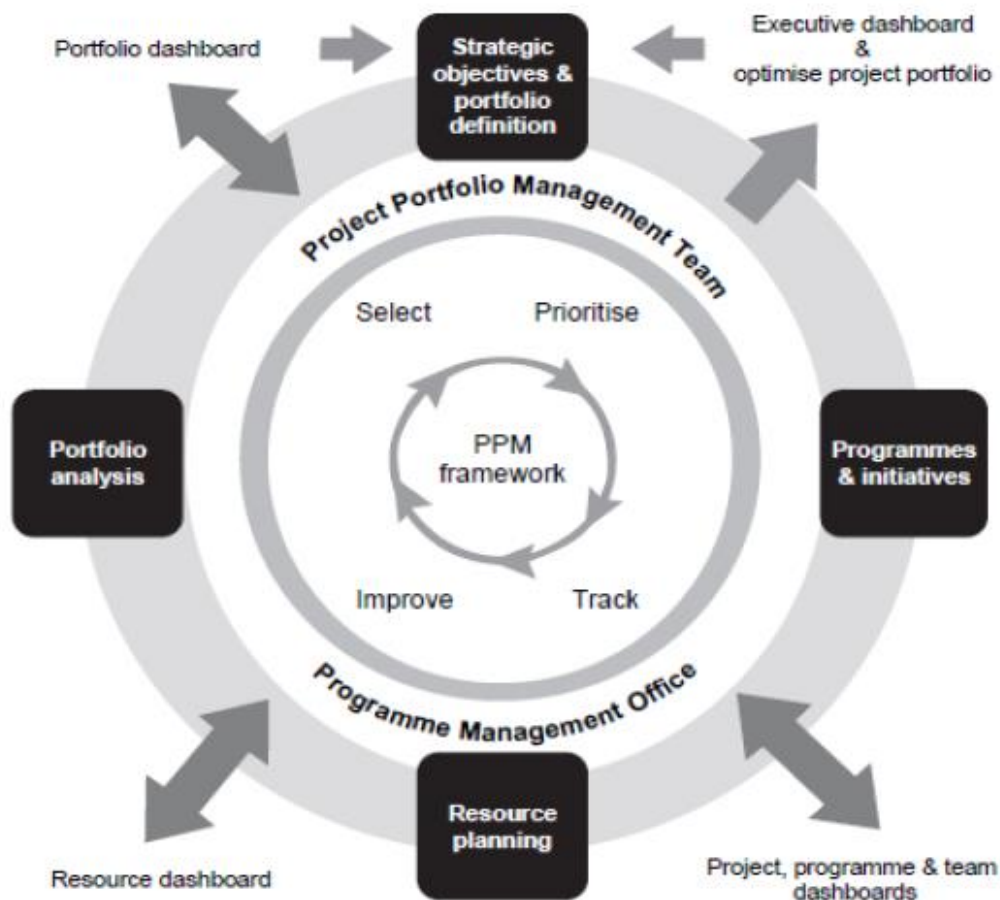 Portfolio dashboard
Strategic
objectives &
portfolio
definition
Executive dashboard
&
optimise project portfolio
Project Portfolio Management Team
Select
Prioritise
Portfolio
analysis
PPM
framework
Programmes
& initiatives
Improve
Track
Programme Management Office
Resource
planning
Resource dashboard
Project, programme & team
dashboards